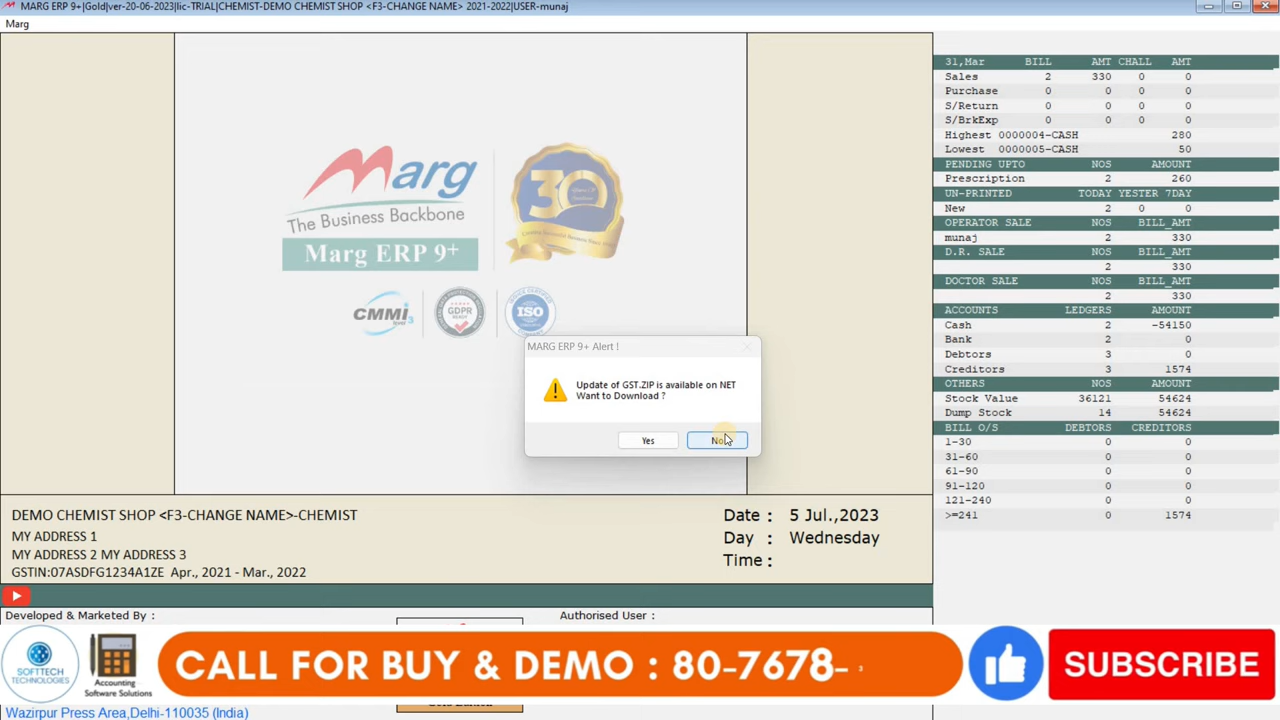 MARG ERP 9+|Gold|ver-20-06-2023|lic-TRIAL|CHEMIST-DEMO CHEMIST SHOP <F3-CHANGE NAME> 2021-2022|USER-munaj
Marg
marg
The Business Backbone
Marg ERP 9+
30
CMMi
level 3
GDPR
READY
ISO
31,Mar BILL AMT CHALL AMT
Sales 2 330 0 0
Purchase 0 0 0 0
S/Return 0 0 0 0
S/BrkExp 0 0 0 0
Highest 0000004-CASH 280
Lowest 0000005-CASH 50
PENDING UPTO NOS AMOUNT
Prescription 2 260
UN-PRINTED TODAY YESTER 7DAY
New 2 0 0
OPERATOR SALE NOS BILL_AMT
munaj 2 330
D.R. SALE BILL_AMT
2 330
DOCTOR SALE BILL_AMT
2 330
ACCOUNTS LEDGERS AMOUNT
Cash 2 -54150
Bank 2 0
Debtors 3 0
Creditors 3 1574
OTHERS NOS AMOUNT
Stock Value 36121 54624
Dump Stock 14 54624
BILL O/S DEBTORS CREDITORS
1-30 0 0
31-60 0 0
61-90 0 0
91-120 0 0
121-240 0 0
>=241 0 1574
MARG ERP 9+ Alert !
Update of GST.ZIP is available on NET
Want to Download ?
Yes No
DEMO CHEMIST SHOP <F3-CHANGE NAME>-CHEMIST
MY ADDRESS 1
MY ADDRESS 2 MY ADDRESS 3
GSTIN:07ASDFG1234A1ZE Apr., 2021 - Mar., 2022
Date : 5 Jul.,2023
Day : Wednesday
Time :
Developed & Marketed By :
Authorised User :
SOFTTECH
TECHNOLOGIES
Accounting
Software Solutions
CALL FOR BUY & DEMO : 80-7678- 3
SUBSCRIBE
Wazirpur Press Area,Delhi-110035 (India)